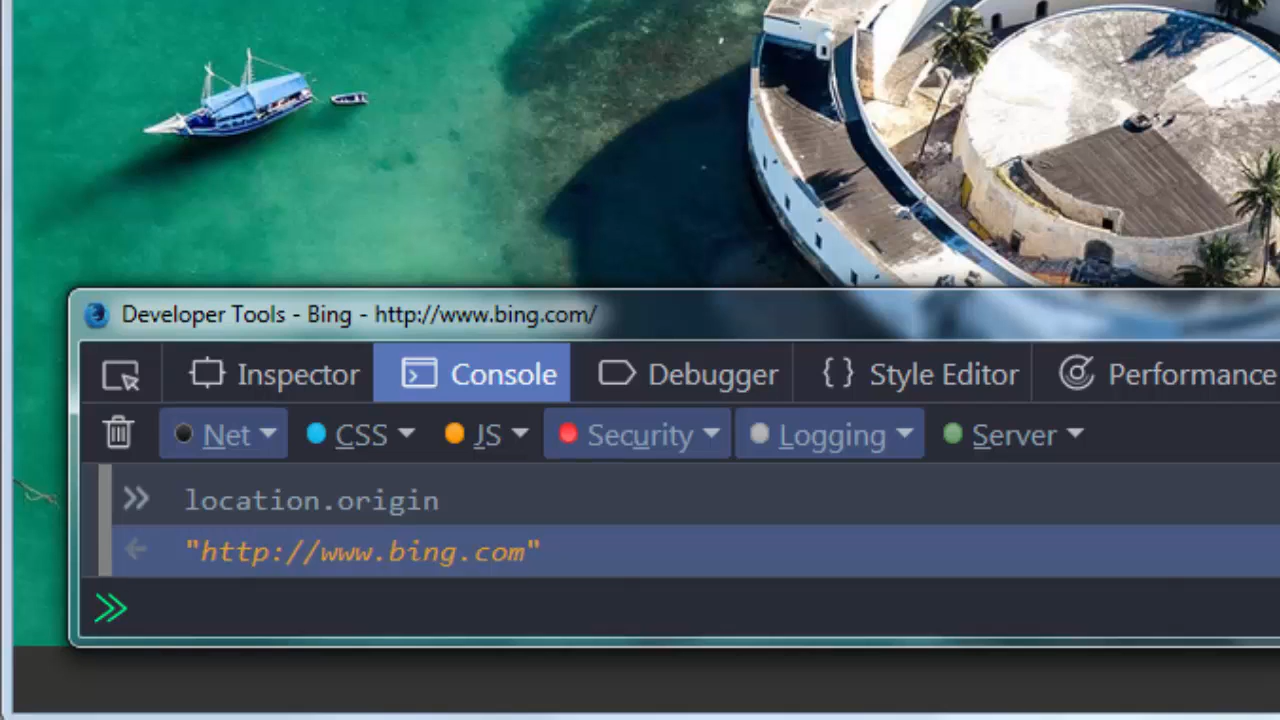 Developer Tools - Bing - http://www.bing.com/
Inspector Console Debugger { } Style Editor Performance
Net CSS JS Security Logging Server
» location.origin
← "http://www.bing.com"
»